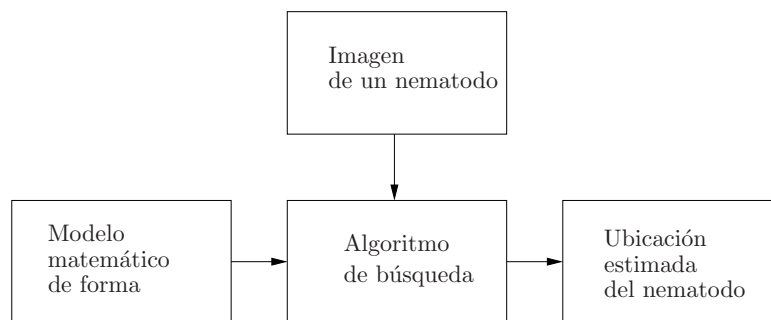 Imagen
de un nematodo
Modelo
matemático
de forma
Algoritmo
de búsqueda
Ubicación
estimada
del nematodo